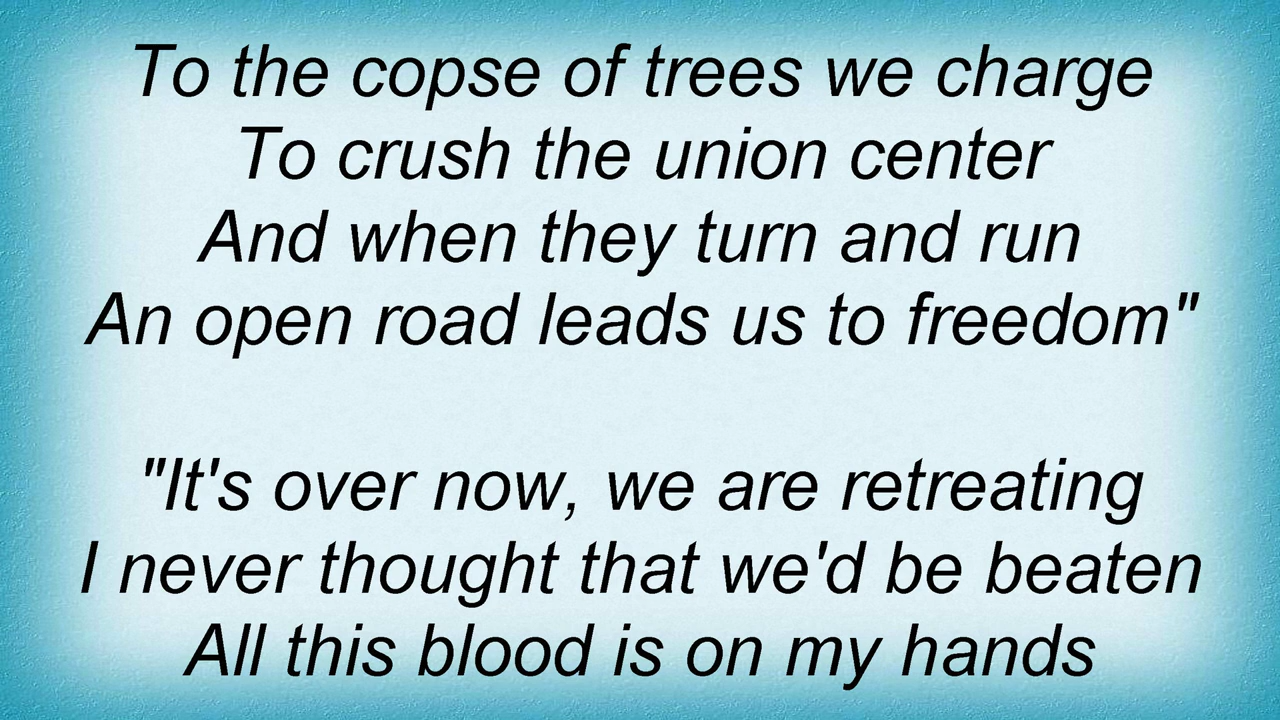 To the copse of trees we charge
To crush the union center
And when they turn and run
An open road leads us to freedom"
"It's over now, we are retreating
I never thought that we'd be beaten
All this blood is on my hands